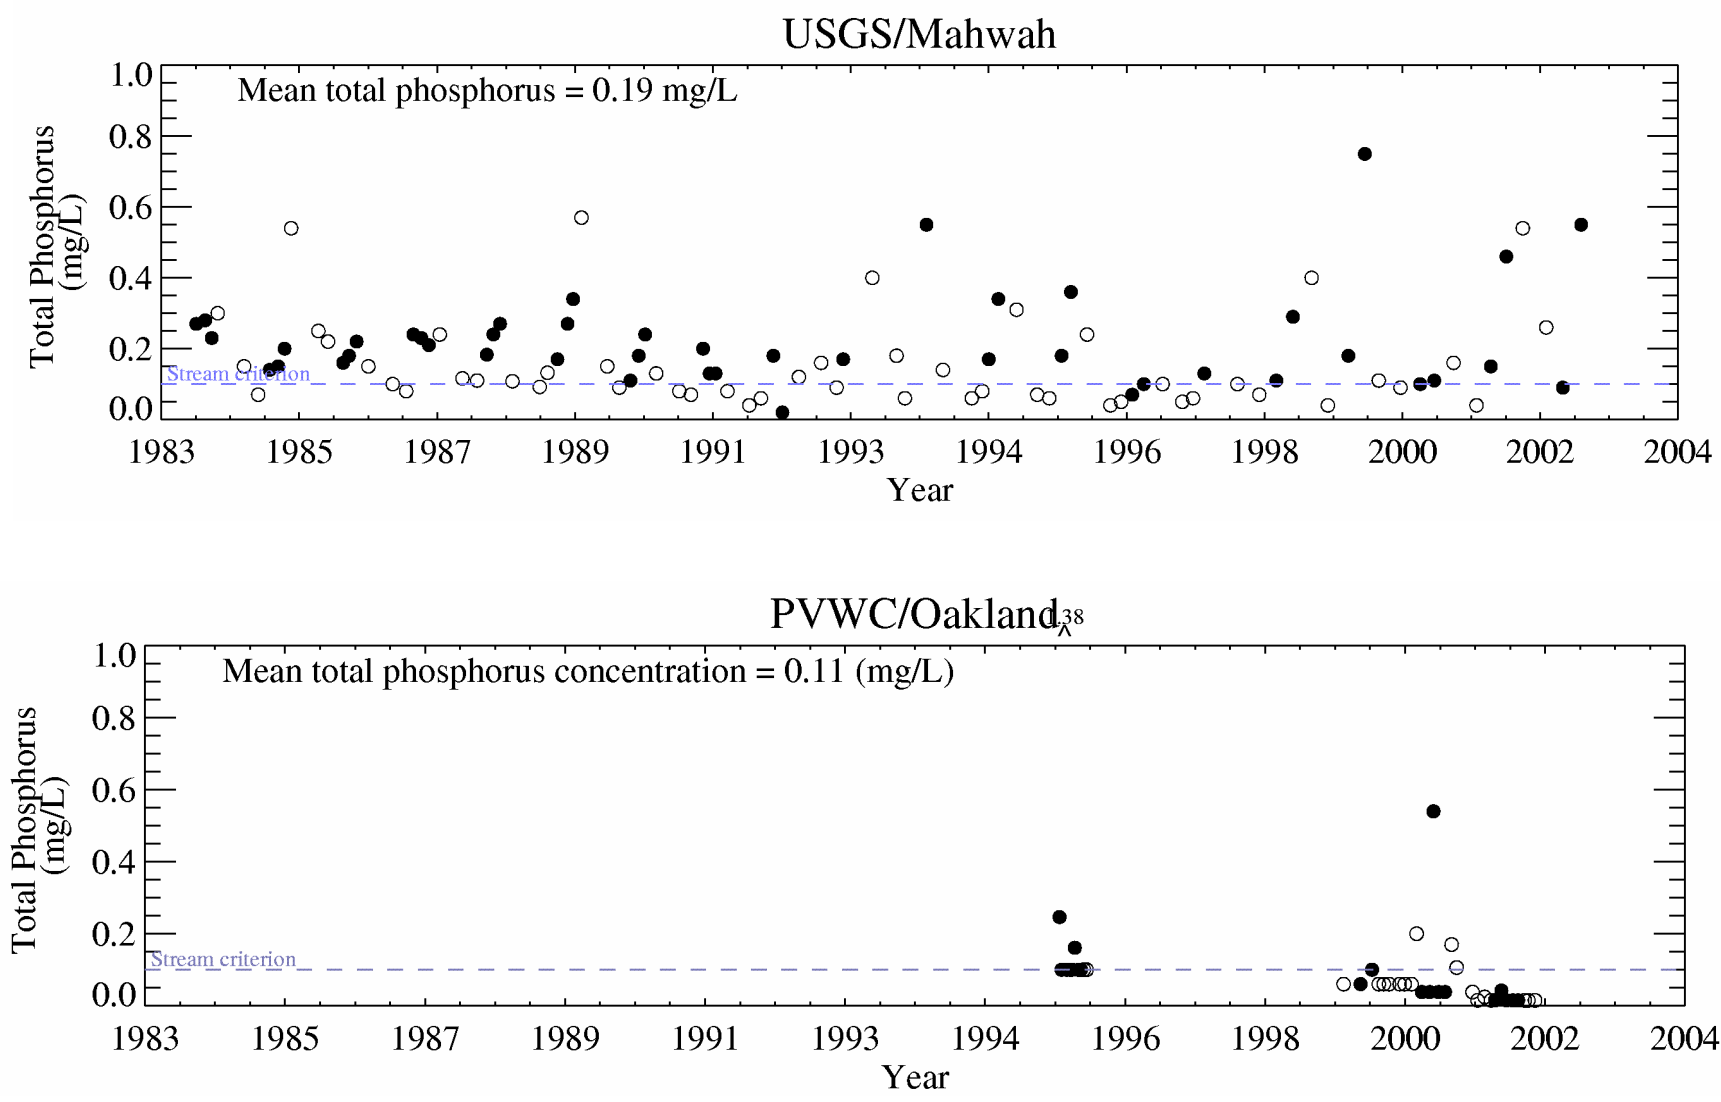 USGS/Mahwah
Mean total phosphorus = 0.19 mg/L
1.0
0.8
0.6
0.4
0.2
0.0
Total Phosphorus
(mg/L)
Stream criterion
1983 1985 1987 1989 1991 1993 1994 1996 1998 2000 2002 2004
Year
PVWC/Oakland
Mean total phosphorus concentration = 0.11 (mg/L)
1.0
0.8
0.6
0.4
0.2
0.0
Total Phosphorus
(mg/L)
Stream criterion
1983 1985 1987 1989 1991 1993 1994 1996 1998 2000 2002 2004
Year